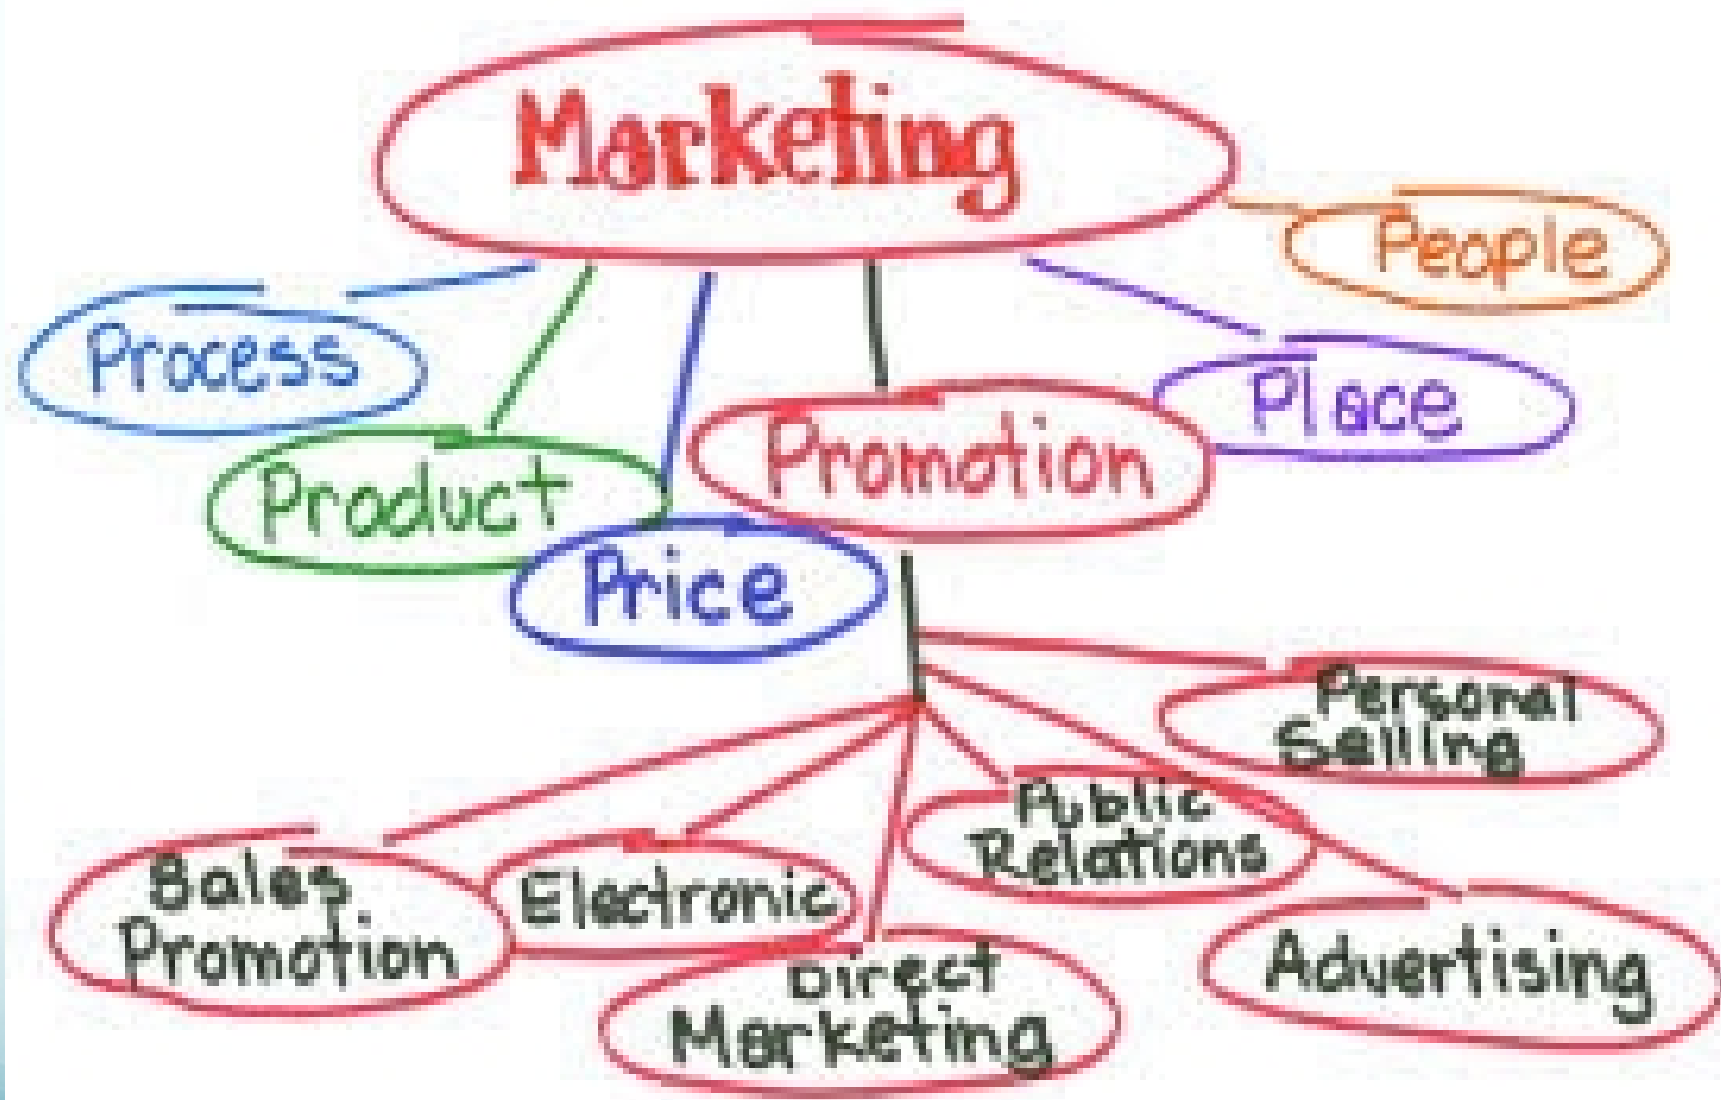 Marketing
People
Process
Place
Product
Promotion
Price
Personal
Selling
Public
Relations
Sales
Promotion
Electronic
Advertising
Direct
Marketing